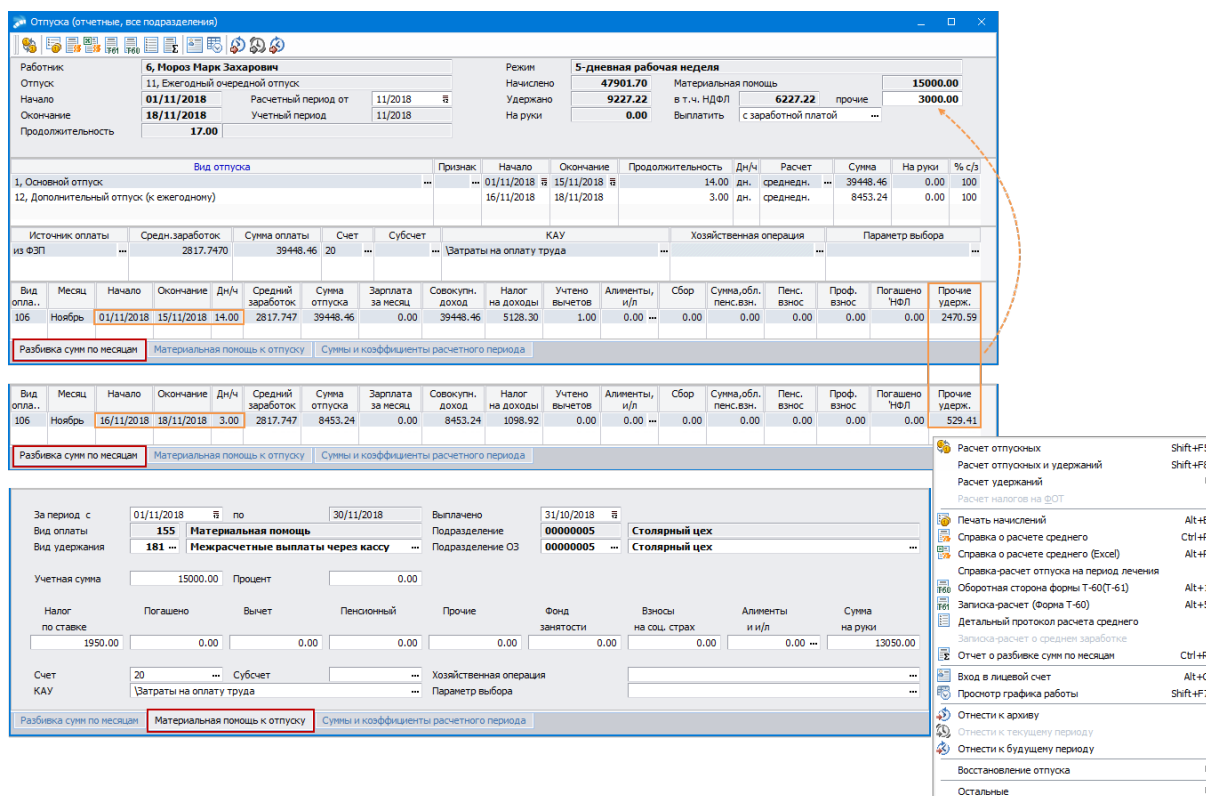 Отпуска (отчетные, все подразделения)
Работник 6, Мороз Марк Захарович Режим 5-дневная рабочая неделя
Отпуск 11, Ежегодный очередной отпуск Начислено 47901.70 Материальная помощь 15000.00
Начало 01/11/2018 Расчетный период от 11/2018 Удержано 9227.22 в т.ч. НДФЛ 6227.22 прочие 3000.00
Окончание 18/11/2018 Учетный период 11/2018 На руки 0.00 Выплатить с заработной платой ...
Продолжительность 17.00
Вид отпуска Признак Начало Окончание Продолжительность Дн/ч Расчет Сумма На руки % с/з
1, Основной отпуск ... ... 01/11/2018 15/11/2018 14.00 дн. среднедн. ... 39448.46 0.00 100
12, Дополнительный отпуск (к ежегодному) 16/11/2018 18/11/2018 3.00 дн. среднедн. 8453.24 0.00 100
Источник оплаты Средн.заработок Сумма оплаты Счет Субсчет КАУ Хозяйственная операция Параметр выбора
из ФЗП ... 2817.7470 39448.46 20 ... ... \Затраты на оплату труда ... ... ...
Вид опла.. Месяц Начало Окончание Дн/ч Средний заработок Сумма отпуска Зарплата за месяц Совокупн. доход Налог на доходы Учтено вычетов Алименты, и/л Сбор Сумма,обл. пенс.взн. Пенс. взнос Проф. взнос Погашено 'НФЛ Прочие удерж.
106 Ноябрь 01/11/2018 15/11/2018 14.00 2817.747 39448.46 0.00 39448.46 5128.30 1.00 0.00 ... 0.00 0.00 0.00 0.00 0.00 2470.59
Разбивка сумм по месяцам Материальная помощь к отпуску Суммы и коэффициенты расчетного периода
Вид опла.. Месяц Начало Окончание Дн/ч Средний заработок Сумма отпуска Зарплата за месяц Совокупн. доход Налог на доходы Учтено вычетов Алименты, и/л Сбор Сумма,обл. пенс.взн. Пенс. взнос Проф. взнос Погашено 'НФЛ Прочие удерж.
106 Ноябрь 16/11/2018 18/11/2018 3.00 2817.747 8453.24 0.00 8453.24 1098.92 0.00 0.00 ... 0.00 0.00 0.00 0.00 0.00 529.41
Разбивка сумм по месяцам Материальная помощь к отпуску Суммы и коэффициенты расчетного периода
За период с 01/11/2018 по 30/11/2018 Выплачено 31/10/2018
Вид оплаты 155 Материальная помощь Подразделение 00000005 Столярный цех
Вид удержания 181 ... Межрасчетные выплаты через кассу ... Подразделение ОЗ 00000005 ... Столярный цех ...
Учетная сумма 15000.00 Процент 0.00
Налог по ставке Погашено Вычет Пенсионный Прочие Фонд занятости Взносы на соц. страх Алименты и и/л Сумма на руки
1950.00 0.00 0.00 0.00 0.00 0.00 0.00 0.00 ... 13050.00
Счет 20 ... Субсчет ... Хозяйственная операция ...
КАУ \Затраты на оплату труда ... Параметр выбора ...
Разбивка сумм по месяцам Материальная помощь к отпуску Суммы и коэффициенты расчетного периода
Расчет отпускных Shift+F5
Расчет отпускных и удержаний Shift+F8
Расчет удержаний
Расчет налогов на ФОТ
Печать начислений Alt+
Справка о расчете среднего Ctrl+
Справка о расчете среднего (Excel) Alt+
Справка-расчет отпуска на период лечения
Оборотная сторона формы Т-60(Т-61) Alt+
Записка-расчет (Форма Т-60) Alt+
Детальный протокол расчета среднего
Записка-расчет о среднем заработке
Отчет о разбивке сумм по месяцам Ctrl+
Вход в лицевой счет Alt+
Просмотр графика работы Shift+F7
Отнести к архиву
Отнести к текущему периоду
Отнести к будущему периоду
Восстановление отпуска
Остальные